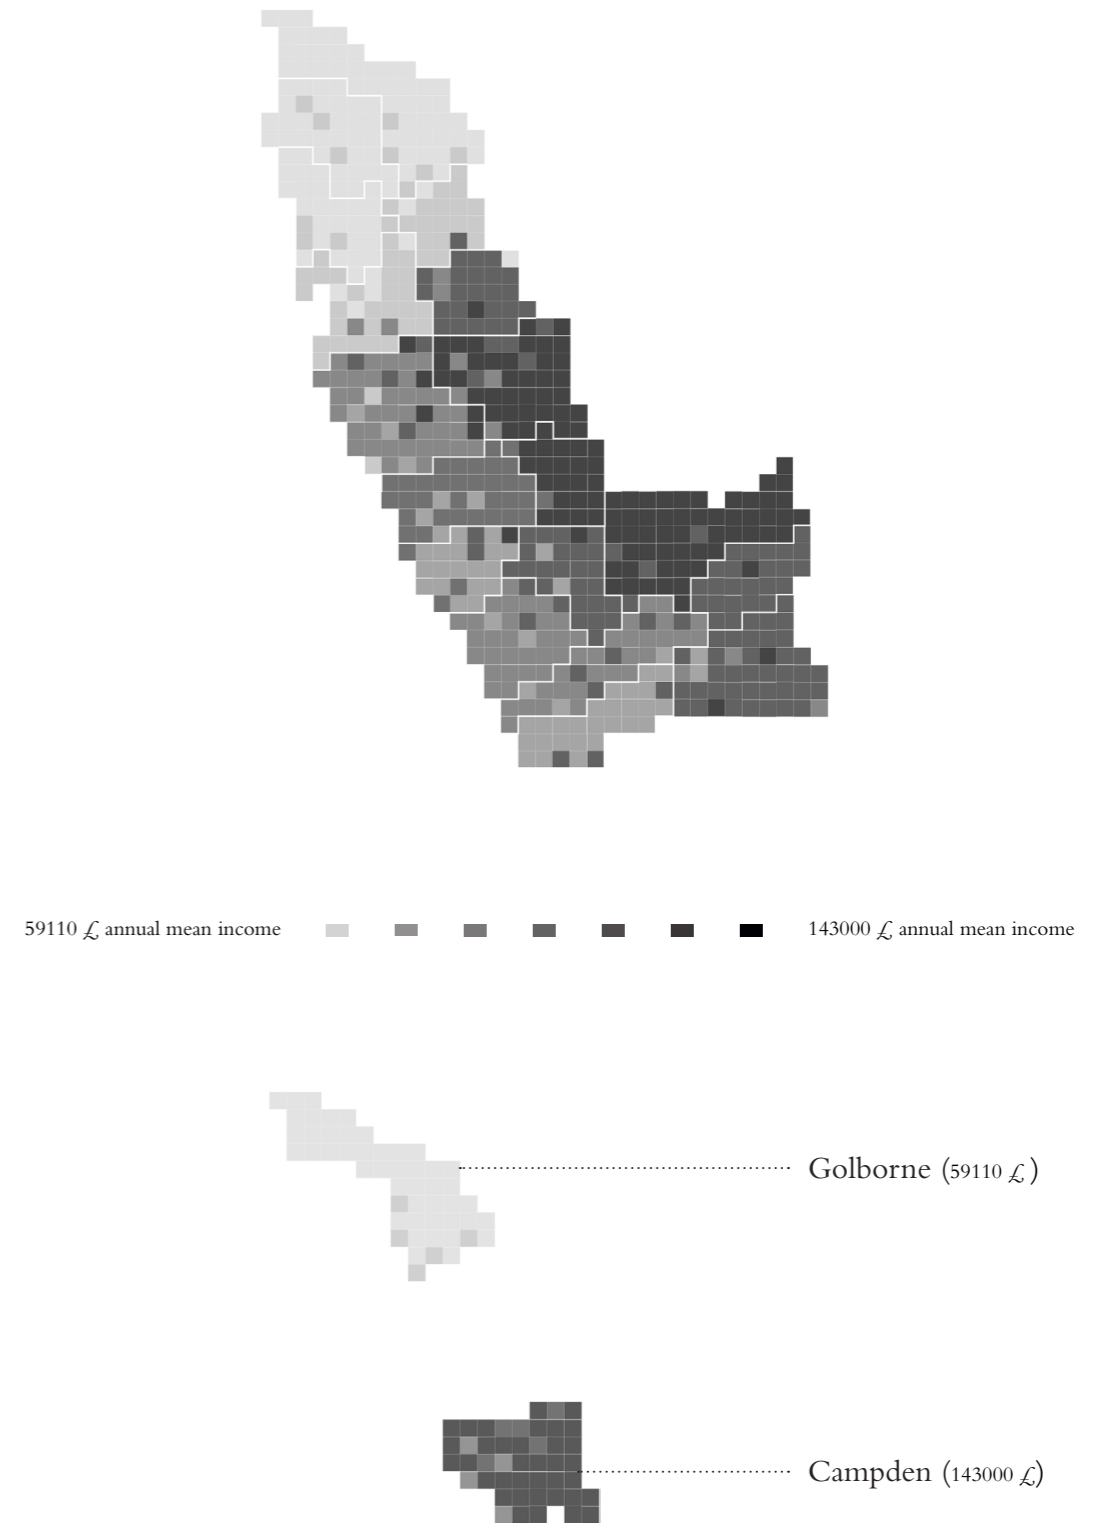 59110 £ annual mean income 143000 £ annual mean income
Golborne (59110 £ )
Campden (143000 £)